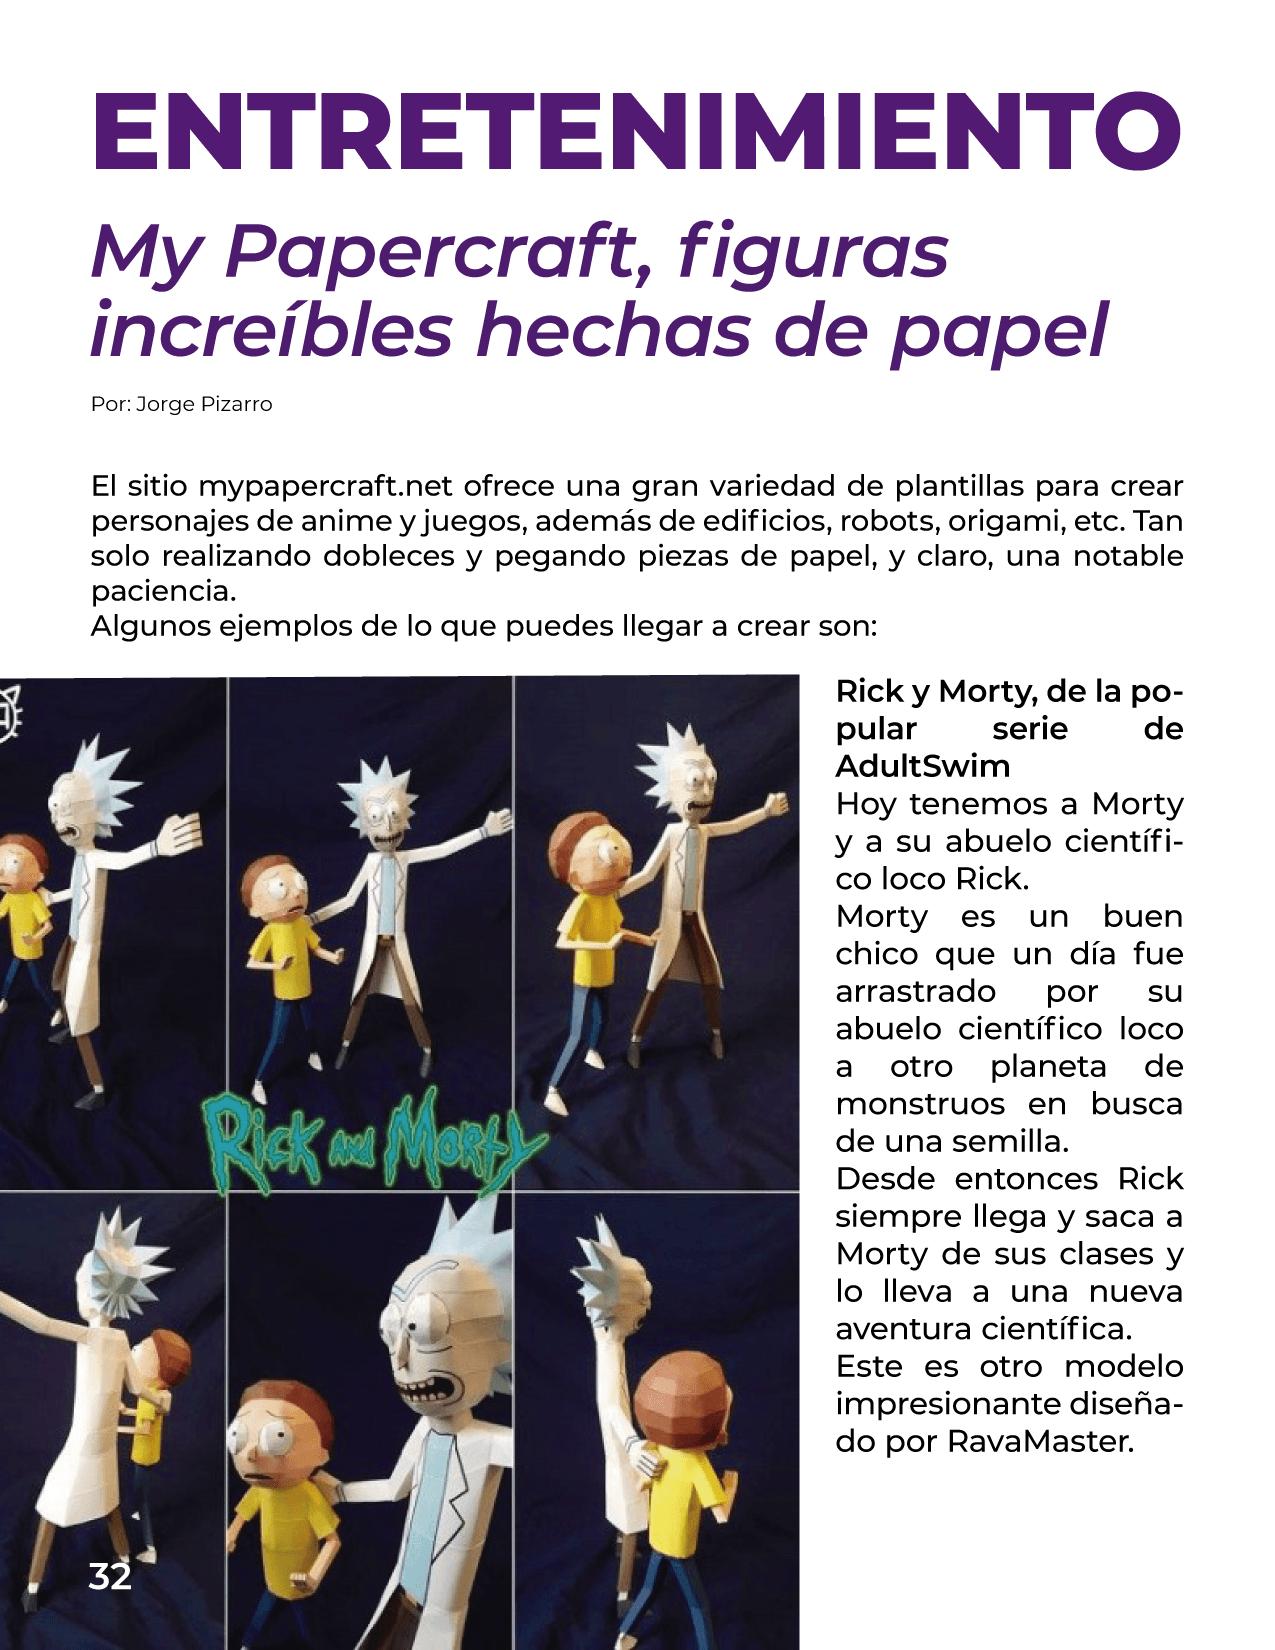 ENTRETENIMIENTO
My Papercraft, figuras
increíbles hechas de papel
Por: Jorge Pizarro
El sitio mypapercraft.net ofrece una gran variedad de plantillas para crear
personajes de anime y juegos, además de edificios, robots, origami, etc. Tan
solo realizando dobleces y pegando piezas de papel, y claro, una notable
paciencia.
Algunos ejemplos de lo que puedes llegar a crear son:
Rick y Morty, de la po-
pular serie de
AdultSwim
Hoy tenemos a Morty
y a su abuelo científi-
co loco Rick.
Morty es un buen
chico que un día fue
arrastrado por su
abuelo científico loco
a otro planeta de
monstruos en busca
de una semilla.
Desde entonces Rick
siempre llega y saca a
Morty de sus clases y
lo lleva a una nueva
aventura científica.
Este es otro modelo
impresionante diseña-
do por RavaMaster.
Rick and Morty
32